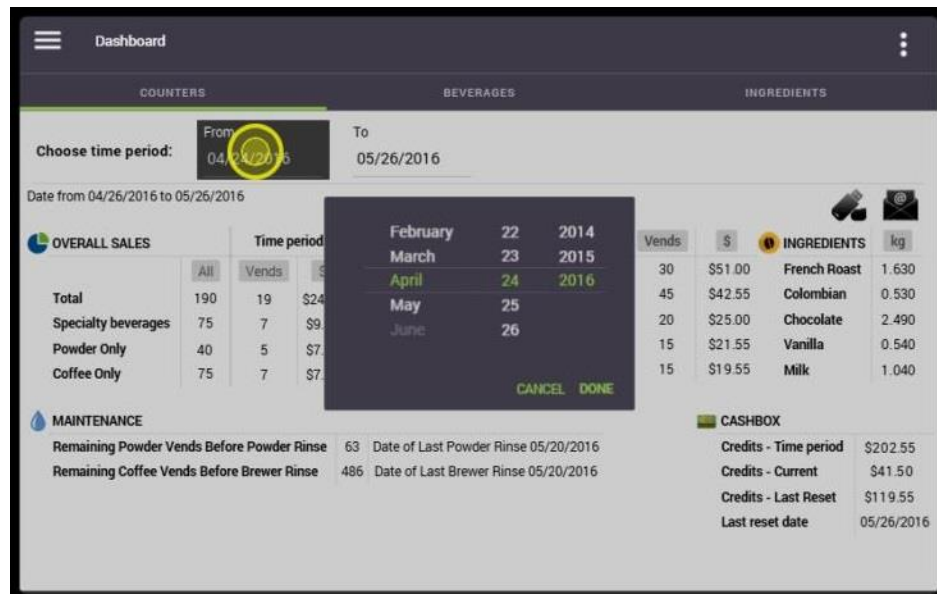 Dashboard
COUNTERS BEVERAGES INGREDIENTS
Choose time period: From To
04/24/2016 05/26/2016
Date from 04/26/2016 to 05/26/2016
February 22 2014
March 23 2015
April 24 2016
May 25
June 26
CANCEL DONE
OVERALL SALES Time period
All Vends $
Total 190 19 $24
Specialty beverages 75 7 $9.
Powder Only 40 5 $7.
Coffee Only 75 7 $7.
Vends $ INGREDIENTS kg
30 $51.00 French Roast 1.630
45 $42.55 Colombian 0.530
20 $25.00 Chocolate 2.490
15 $21.55 Vanilla 0.540
15 $19.55 Milk 1.040
MAINTENANCE
Remaining Powder Vends Before Powder Rinse 63 Date of Last Powder Rinse 05/20/2016
Remaining Coffee Vends Before Brewer Rinse 486 Date of Last Brewer Rinse 05/20/2016
CASHBOX
Credits - Time period $202.55
Credits - Current $41.50
Credits - Last Reset $119.55
Last reset date 05/26/2016